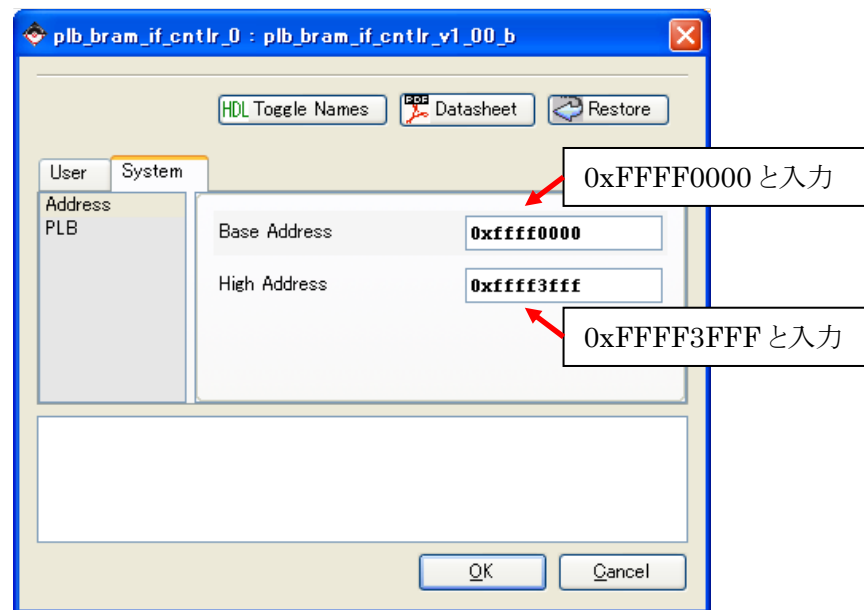 plb_bram_if_cntlr_0 : plb_bram_if_cntlr_v1_00_b
HDL Toggle Names
PDF Datasheet
Restore
User
System
0xFFFF0000 と入力
Address
PLB
Base Address
0xffff0000
High Address
0xffff3fff
0xFFFF3FFF と入力
OK
Cancel